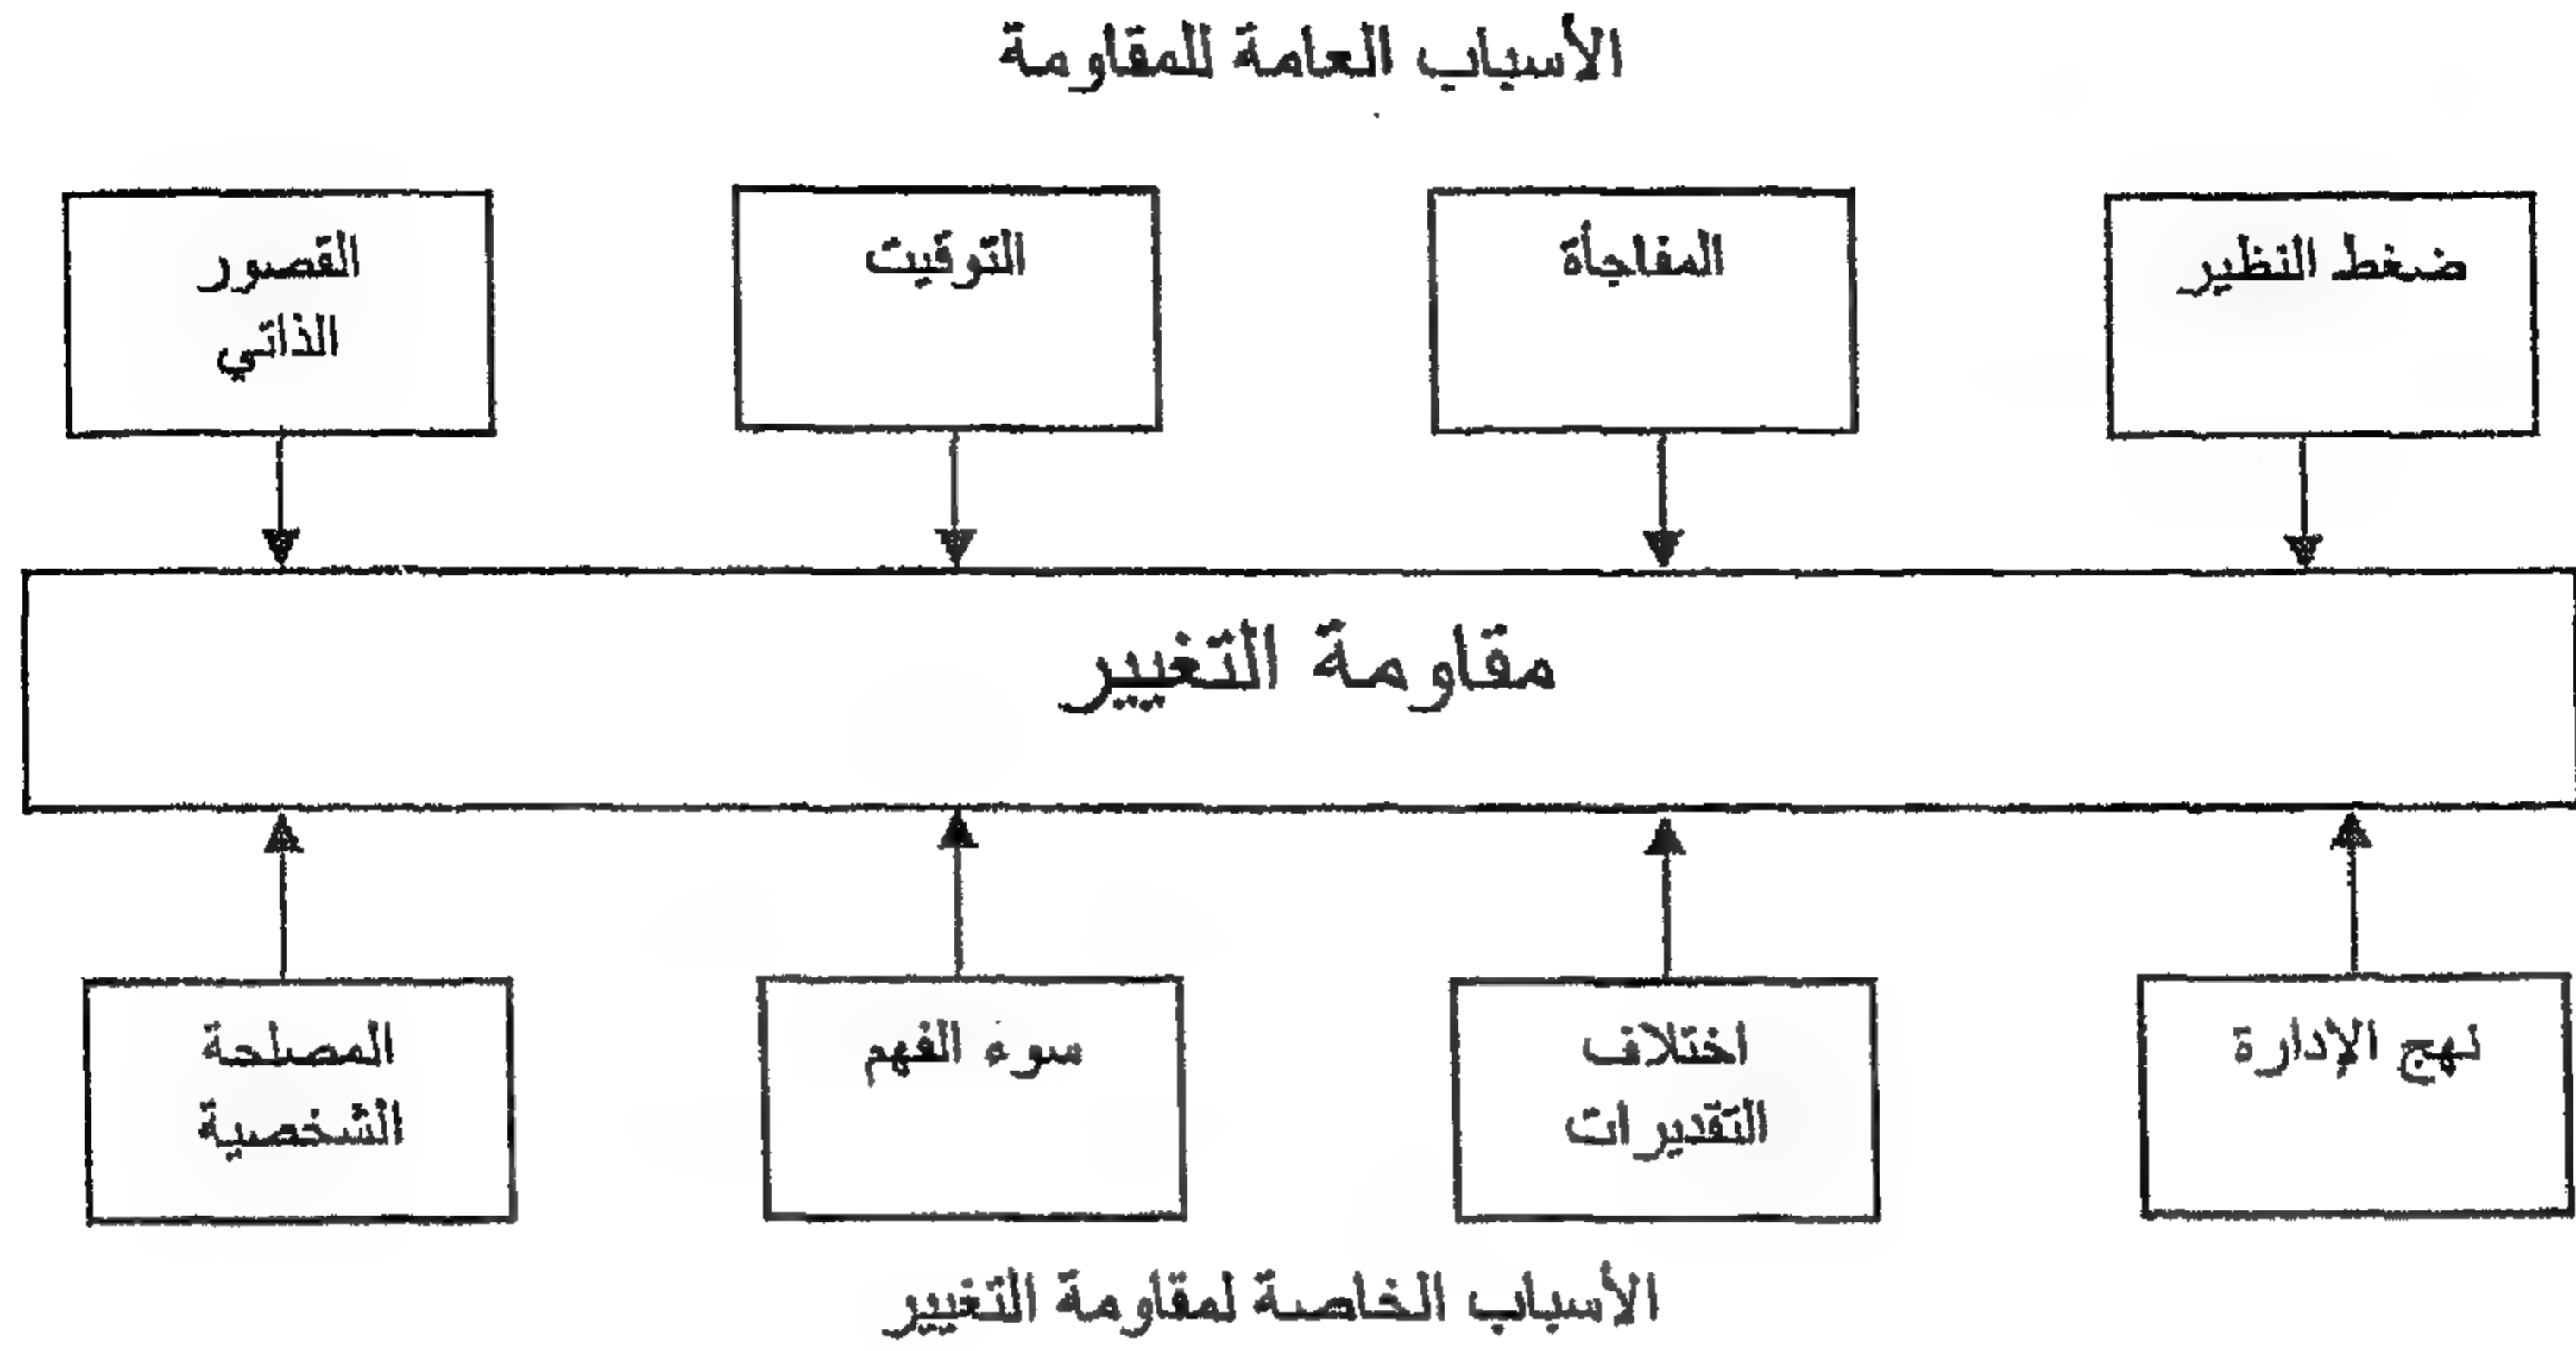 الأسباب العامة للمقاومة
ضغط النظير
المفاجأة
التوقيت
القصور
الذاتي
مقاومة التغيير
نهج الإدارة
اختلاف
التقديرات
سوء الفهم
المصلحة
الشخصية
الأسباب الخاصة لمقاومة التغيير